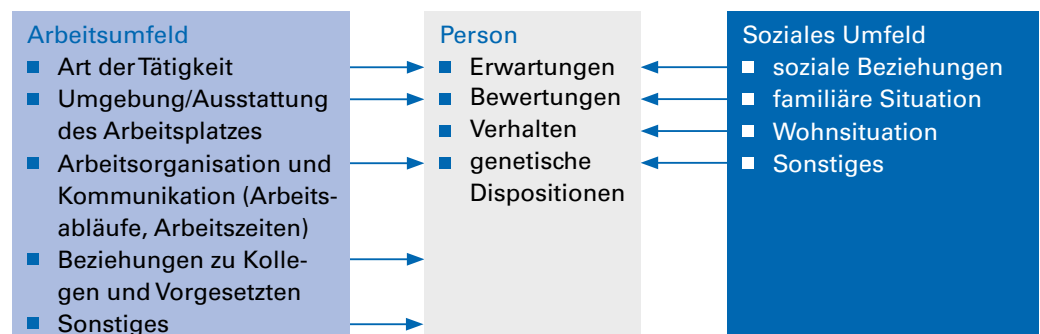 Arbeitsumfeld
Art der Tätigkeit
Umgebung/Ausstattung
des Arbeitsplatzes
Arbeitsorganisation und
Kommunikation (Arbeits-
abläufe, Arbeitszeiten)
Beziehungen zu Kolle-
gen und Vorgesetzten
Sonstiges
Person
Erwartungen
Bewertungen
Verhalten
genetische
Dispositionen
Soziales Umfeld
soziale Beziehungen
familiäre Situation
Wohnsituation
Sonstiges